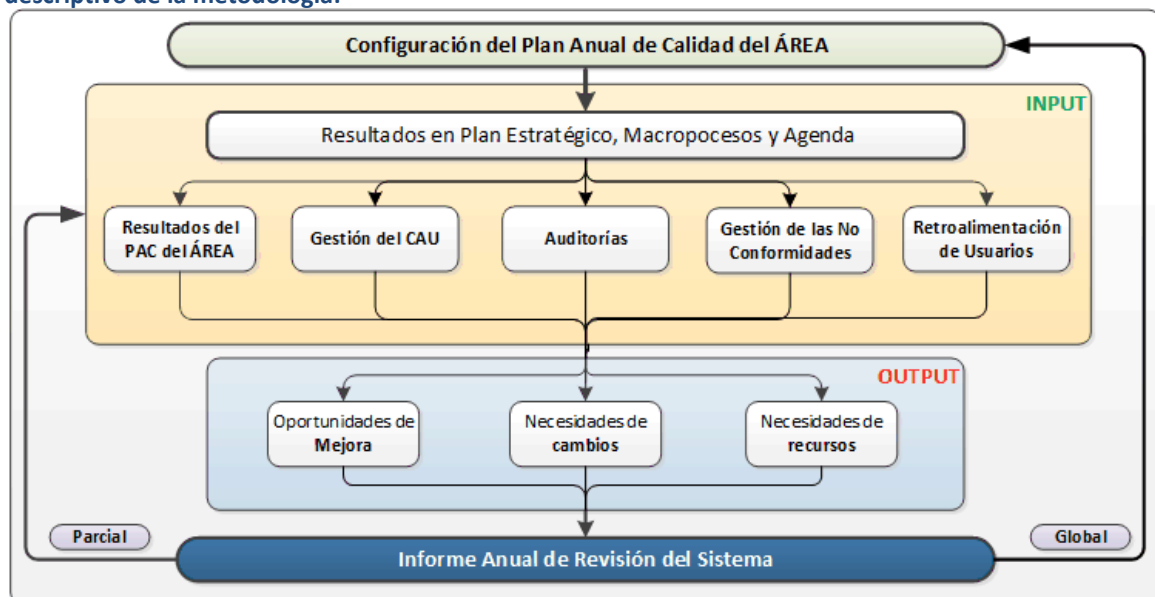 descriptivo de la metodología.
Configuración del Plan Anual de Calidad del ÁREA
INPUT
Resultados en Plan Estratégico, Macropocesos y Agenda
Resultados del
PAC del ÁREA
Gestión del CAU
Auditorías
Gestión de las No
Conformidades
Retroalimentación
de Usuarios
OUTPUT
Oportunidades de
Mejora
Necesidades de
cambios
Necesidades de
recursos
Parcial
Global
Informe Anual de Revisión del Sistema